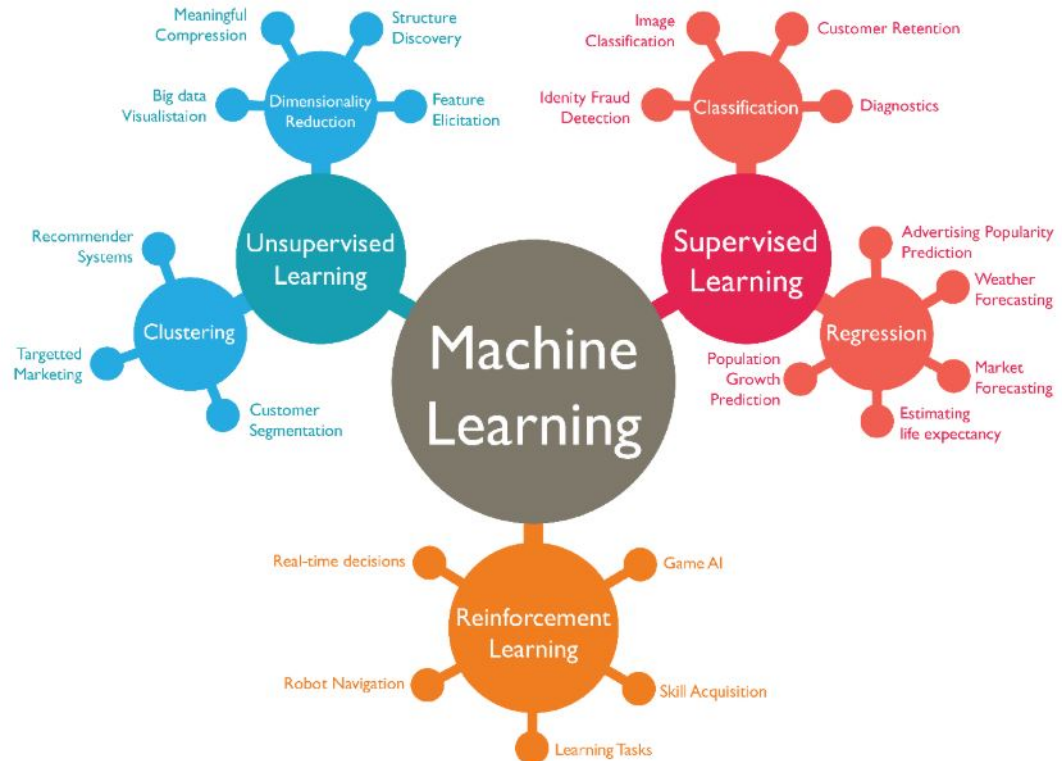 Meaningful
Compression
Structure
Discovery
Big data
Visualistaion
Dimensionality
Reduction
Feature
Elicitation
Unsupervised
Learning
Recommender
Systems
Clustering
Targetted
Marketing
Customer
Segmentation
Machine
Learning
Image
Classification
Customer Retention
Idenity Fraud
Detection
Classification
Diagnostics
Supervised
Learning
Advertising Popularity
Prediction
Weather
Forecasting
Regression
Population
Growth
Prediction
Market
Forecasting
Estimating
life expectancy
Real-time decisions
Game AI
Reinforcement
Learning
Robot Navigation
Skill Acquisition
Learning Tasks